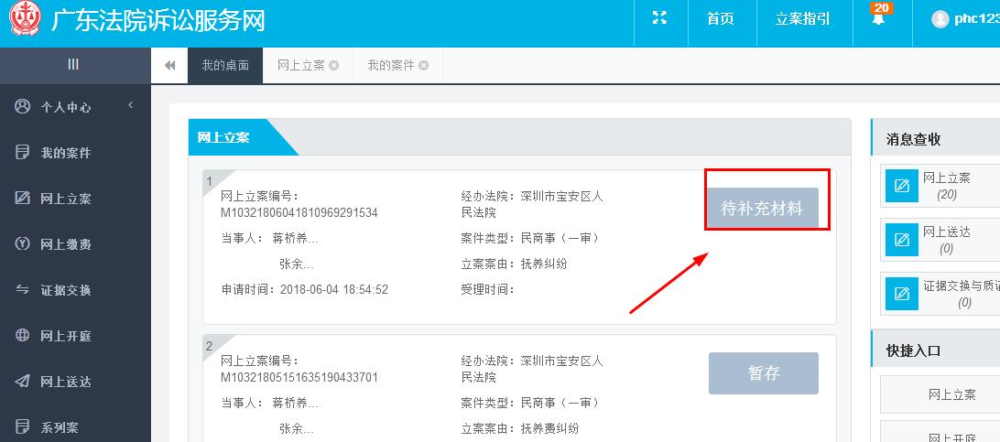 广东法院诉讼服务网
首页
立案指引
20
phc123
我的桌面
网上立案
我的案件
个人中心
我的案件
网上立案
网上缴费
证据交换
网上开庭
网上送达
系列案
网上立案
1
网上立案编号：
M10321806041810969291534
当事人： 蒋桥养...
张余...
申请时间：2018-06-04 18:54:52
经办法院：深圳市宝安区人
民法院
案件类型：民商事（一审）
立案案由：抚养纠纷
受理时间：
待补充材料
2
网上立案编号：
M10321805151635190433701
当事人： 蒋桥养...
张余...
经办法院：深圳市宝安区人
民法院
案件类型：民商事（一审）
立案案由：抚养费纠纷
暂存
消息查收
网上立案
(20)
网上送达
(0)
证据交换与质证
(0)
快捷入口
网上立案
网上开庭